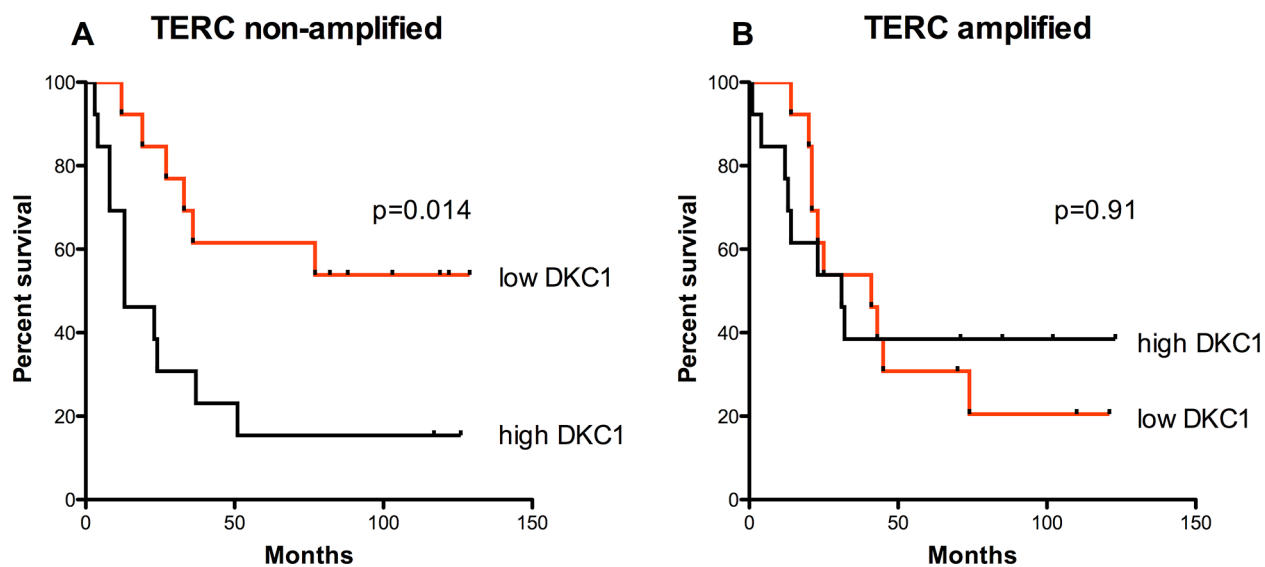 A TERC non-amplified
100
80
60
40
20
0
Percent survival
p=0.014
low DKC1
high DKC1
0 50 100 150
Months
B TERC amplified
100
80
60
40
20
0
Percent survival
p=0.91
high DKC1
low DKC1
0 50 100 150
Months